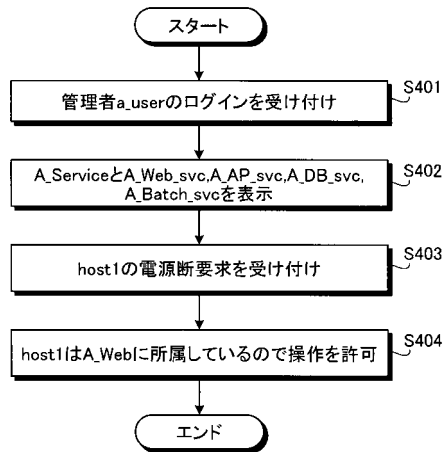 スタート
S401
管理者a_userのログインを受け付け
S402
A_ServiceとA_Web_svc,A_AP_svc,A_DB_svc,
A_Batch_svcを表示
S403
host1の電源断要求を受け付け
S404
host1はA_Webに所属しているので操作を許可
エンド